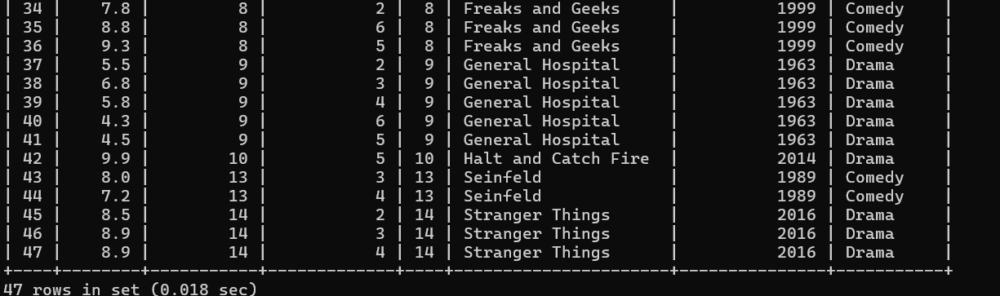 | 34 |    7.8 |         8 |           2 |  8 | Freaks and Geeks     |          1999 | Comedy    |
| 35 |    8.8 |         8 |           6 |  8 | Freaks and Geeks     |          1999 | Comedy    |
| 36 |    9.3 |         8 |           5 |  8 | Freaks and Geeks     |          1999 | Comedy    |
| 37 |    5.5 |         9 |           2 |  9 | General Hospital     |          1963 | Drama     |
| 38 |    6.8 |         9 |           3 |  9 | General Hospital     |          1963 | Drama     |
| 39 |    5.8 |         9 |           4 |  9 | General Hospital     |          1963 | Drama     |
| 40 |    4.3 |         9 |           6 |  9 | General Hospital     |          1963 | Drama     |
| 41 |    4.5 |         9 |           5 |  9 | General Hospital     |          1963 | Drama     |
| 42 |    9.9 |        10 |           5 | 10 | Halt and Catch Fire  |          2014 | Drama     |
| 43 |    8.0 |        13 |           3 | 13 | Seinfeld             |          1989 | Comedy    |
| 44 |    7.2 |        13 |           4 | 13 | Seinfeld             |          1989 | Comedy    |
| 45 |    8.5 |        14 |           2 | 14 | Stranger Things      |          2016 | Drama     |
| 46 |    8.9 |        14 |           3 | 14 | Stranger Things      |          2016 | Drama     |
| 47 |    8.9 |        14 |           4 | 14 | Stranger Things      |          2016 | Drama     |
+----+--------+-----------+-------------+----+----------------------+---------------+-----------+
47 rows in set (0.018 sec)